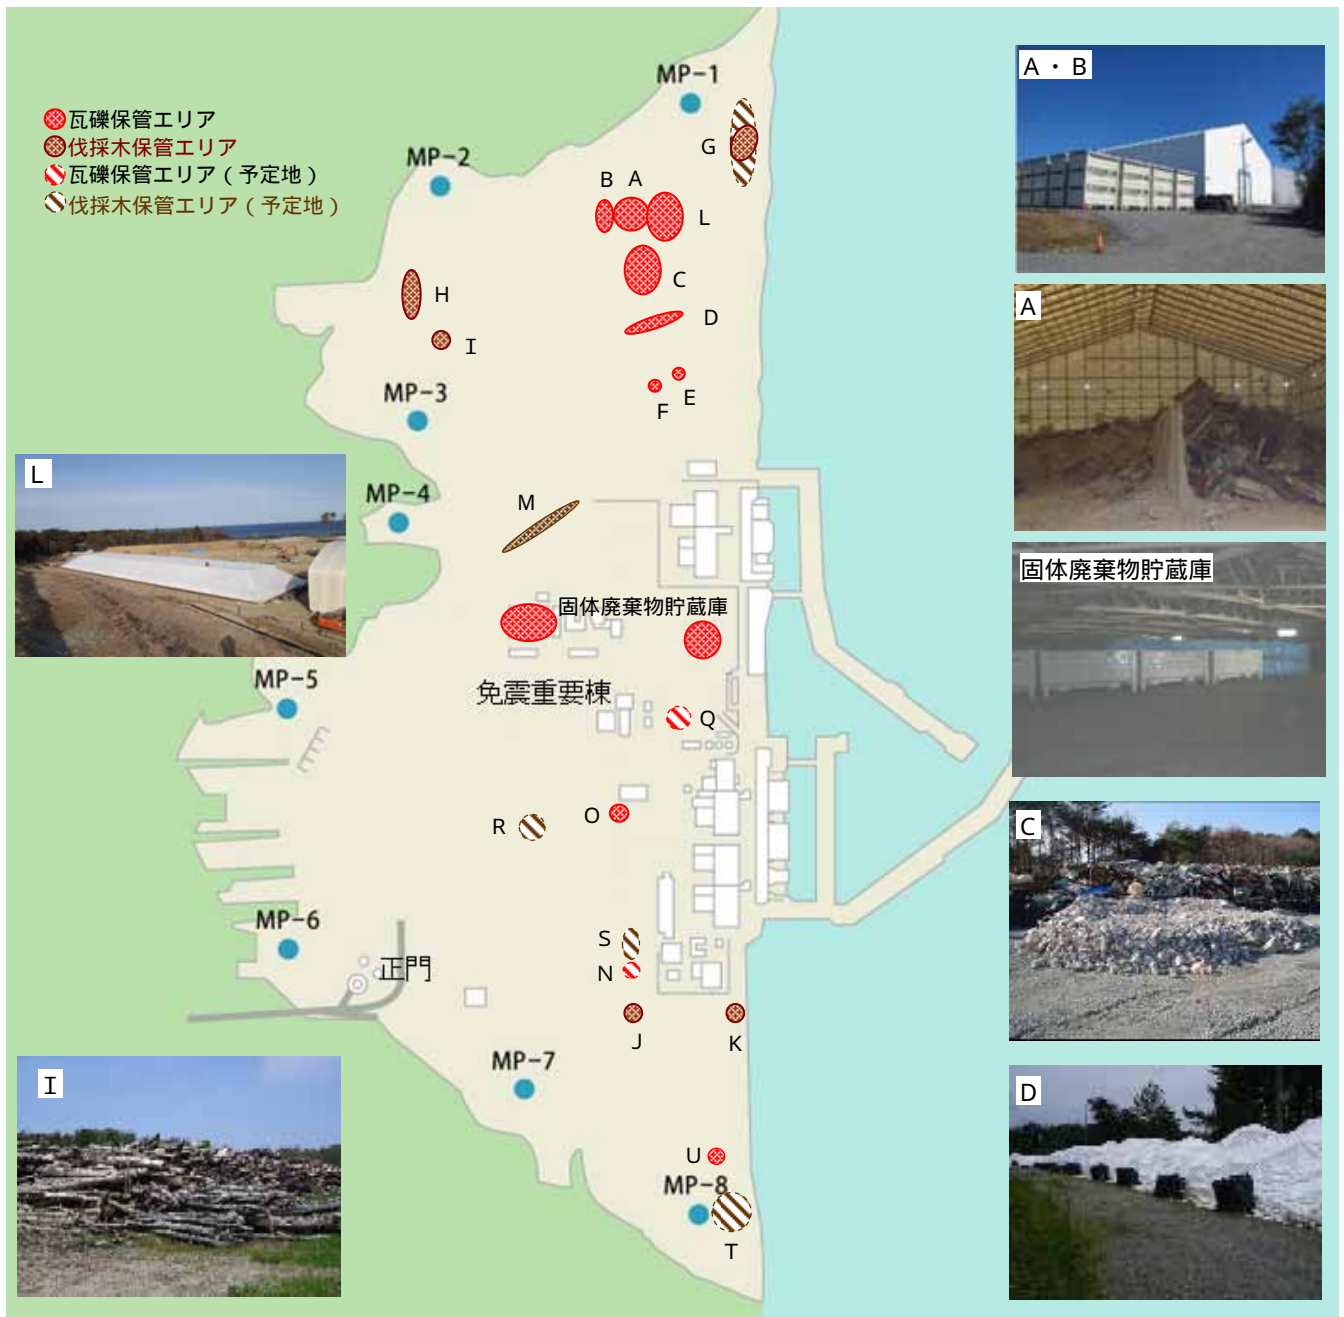 MP-1
A・B
瓦礫保管エリア
伐採木保管エリア
瓦礫保管エリア(予定地)
伐採木保管エリア(予定地)
MP-2
G
B
A
L
C
H
D
I
A
E
F
MP-3
L
MP-4
M
固体廃棄物貯蔵庫
固体廃棄物貯蔵庫
MP-5
免震重要棟
Q
O
R
C
MP-6
S
正門
N
J
K
MP-7
I
D
U
MP-8
T